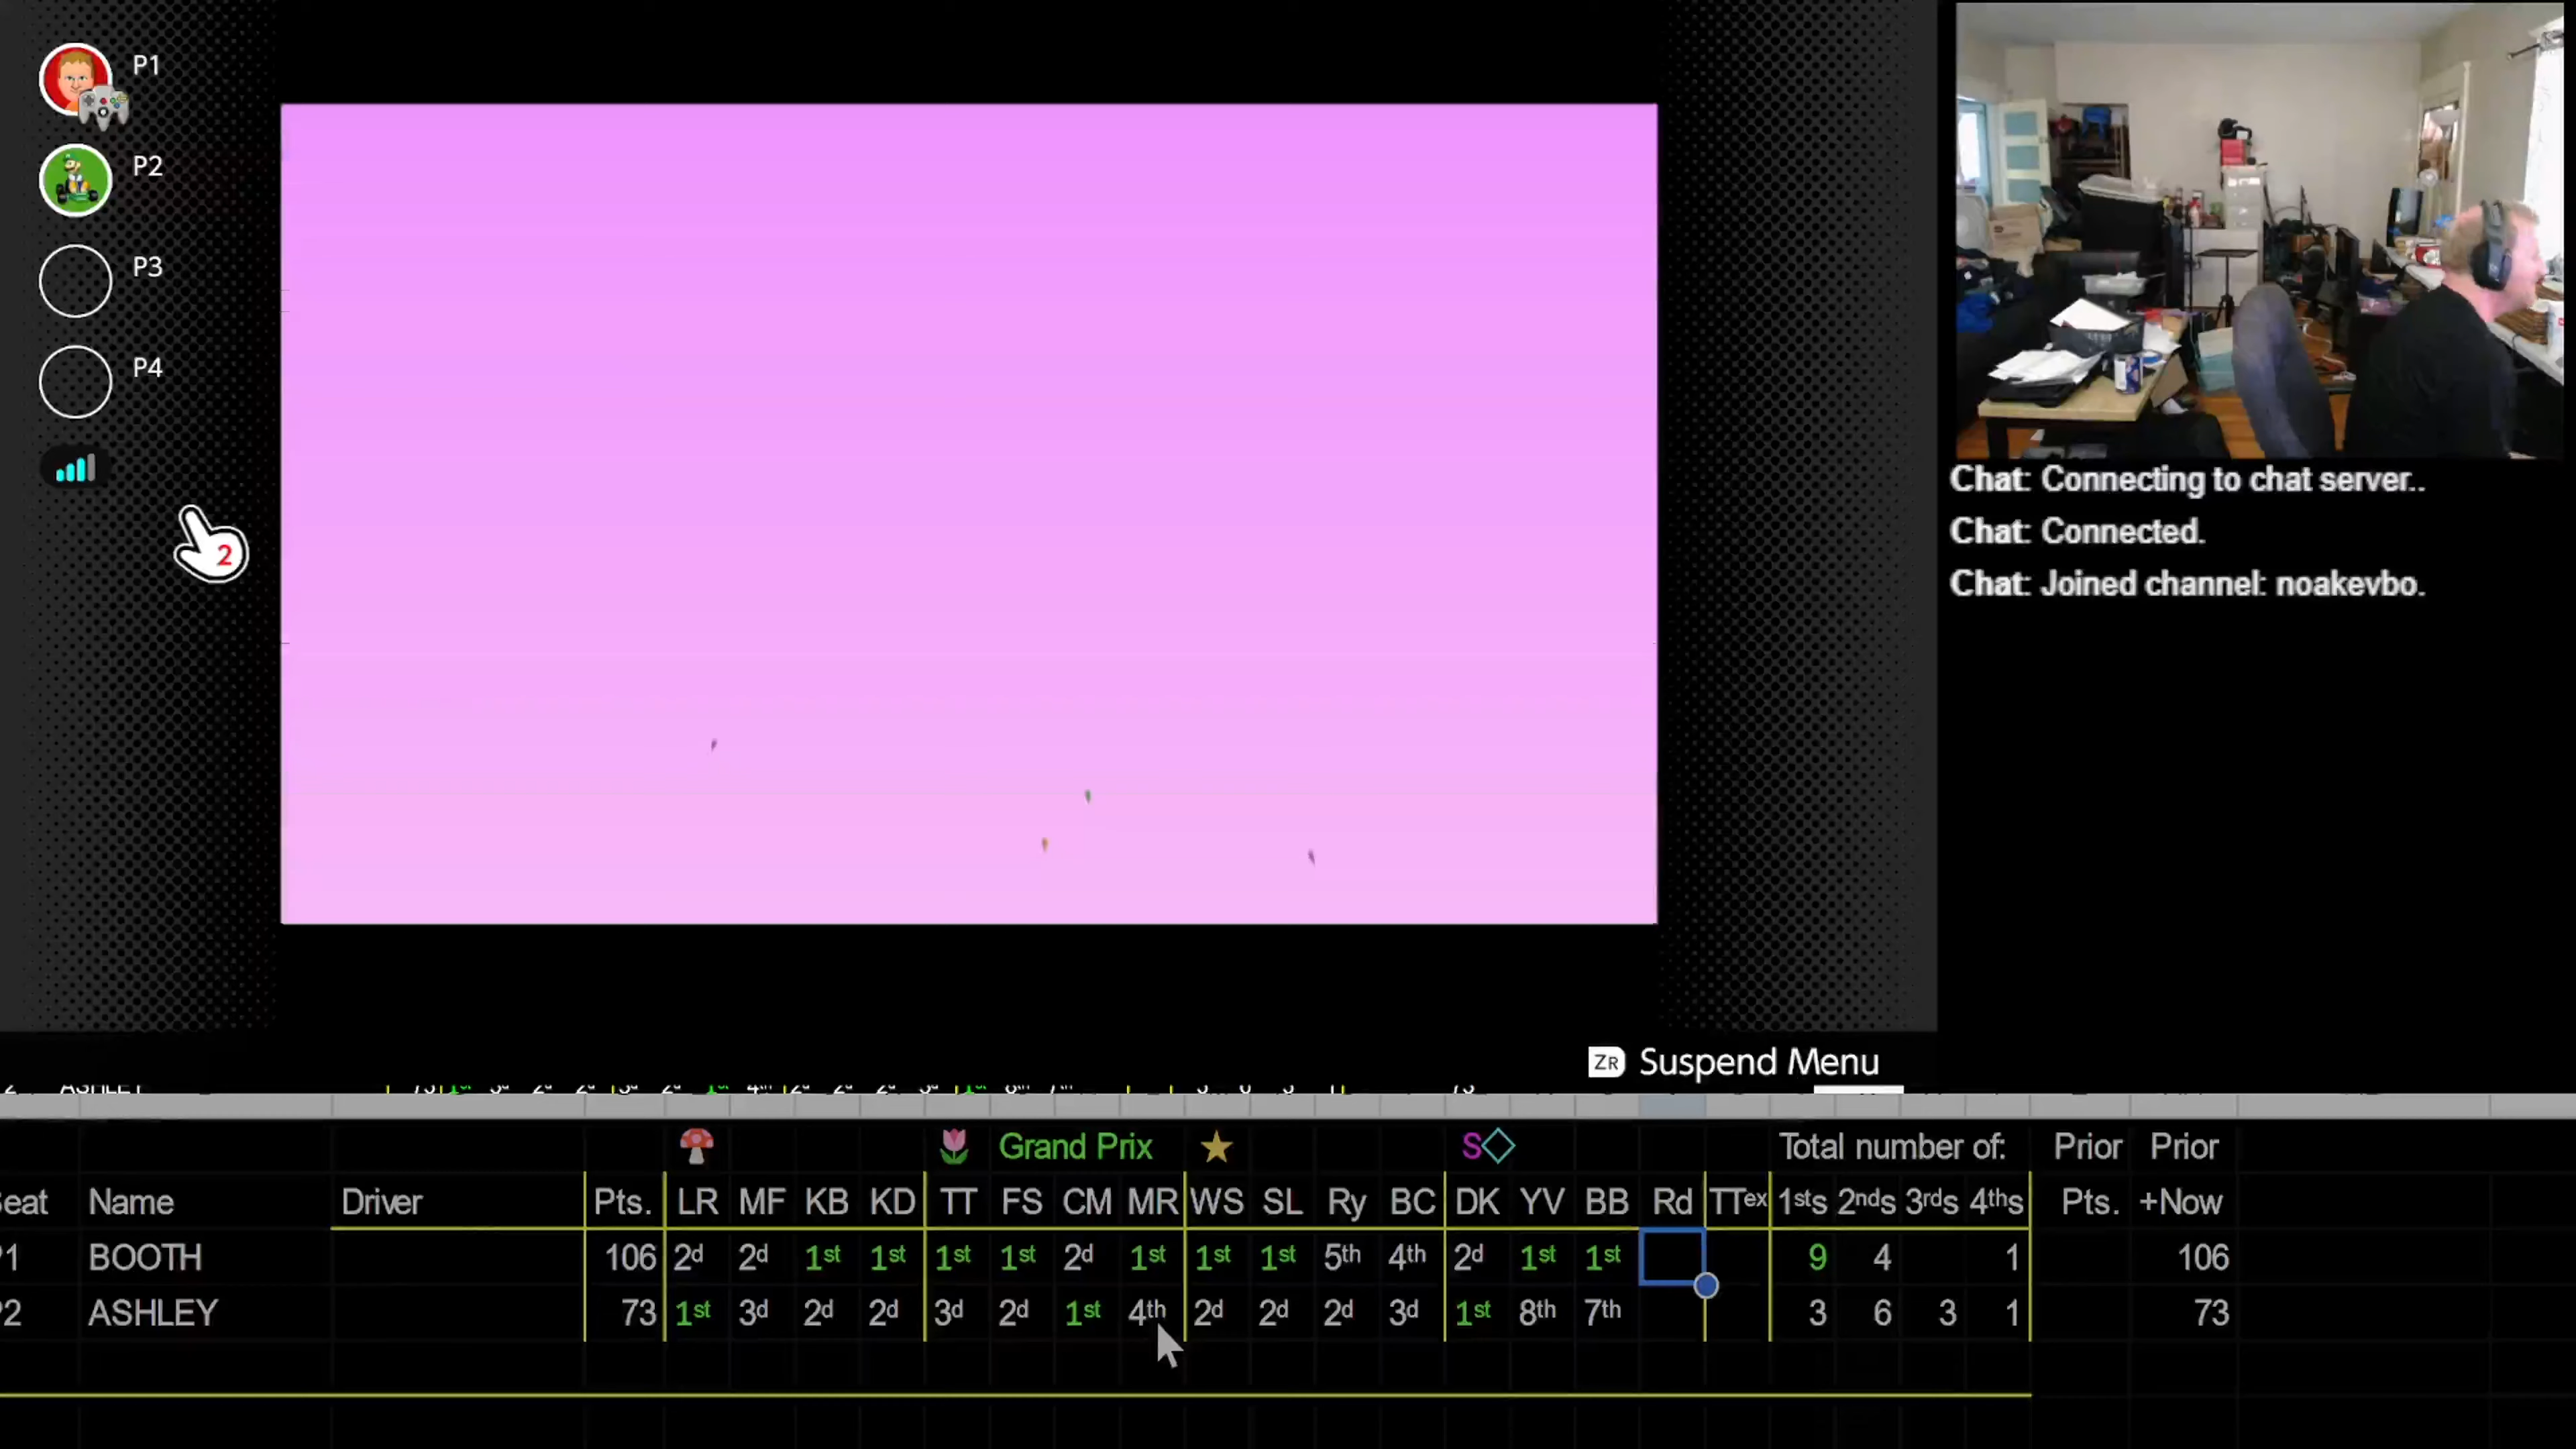 P1
P2
P3
P4
2
Chat: Connecting to chat server..
Chat: Connected.
Chat: Joined channel: noakevbo.
ZR Suspend Menu
Grand Prix S Total number of: Prior Prior
eat Name Driver Pts. LR MF KB KD TT FS CM MR WS SL Ry BC DK YV BB Rd TTex 1sts 2nds 3rds 4ths Pts. +Now
1 BOOTH 106 2d 2d 1st 1st 1st 1st 2d 1st 1st 1st 5th 4th 2d 1st 1st 9 4 1 106
2 ASHLEY 73 1st 3d 2d 2d 3d 2d 1st 4th 2d 2d 2d 3d 1st 8th 7th 3 6 3 1 73